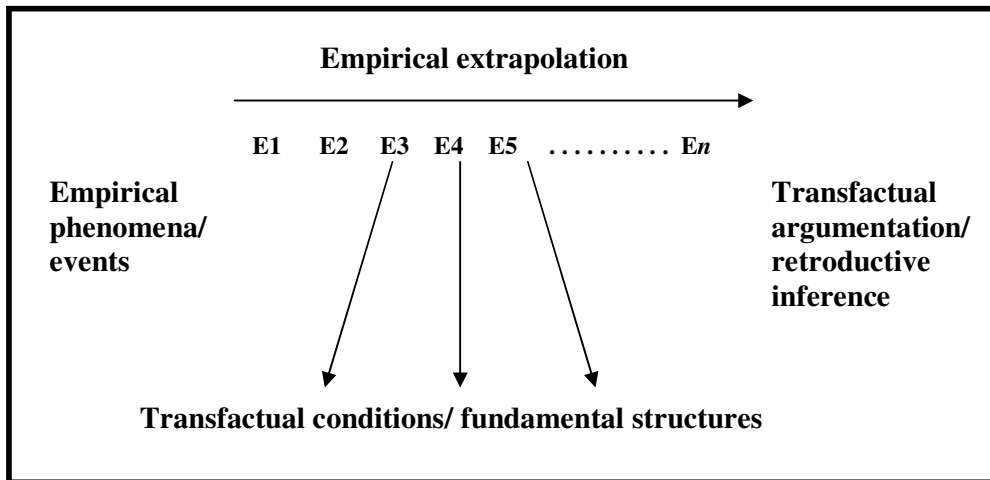 Empirical extrapolation
E1 E2 E3 E4 E5 .......... En
Empirical
phenomena/
events
Transfactual
argumentation/
retroductive
inference
Transfactual conditions/ fundamental structures